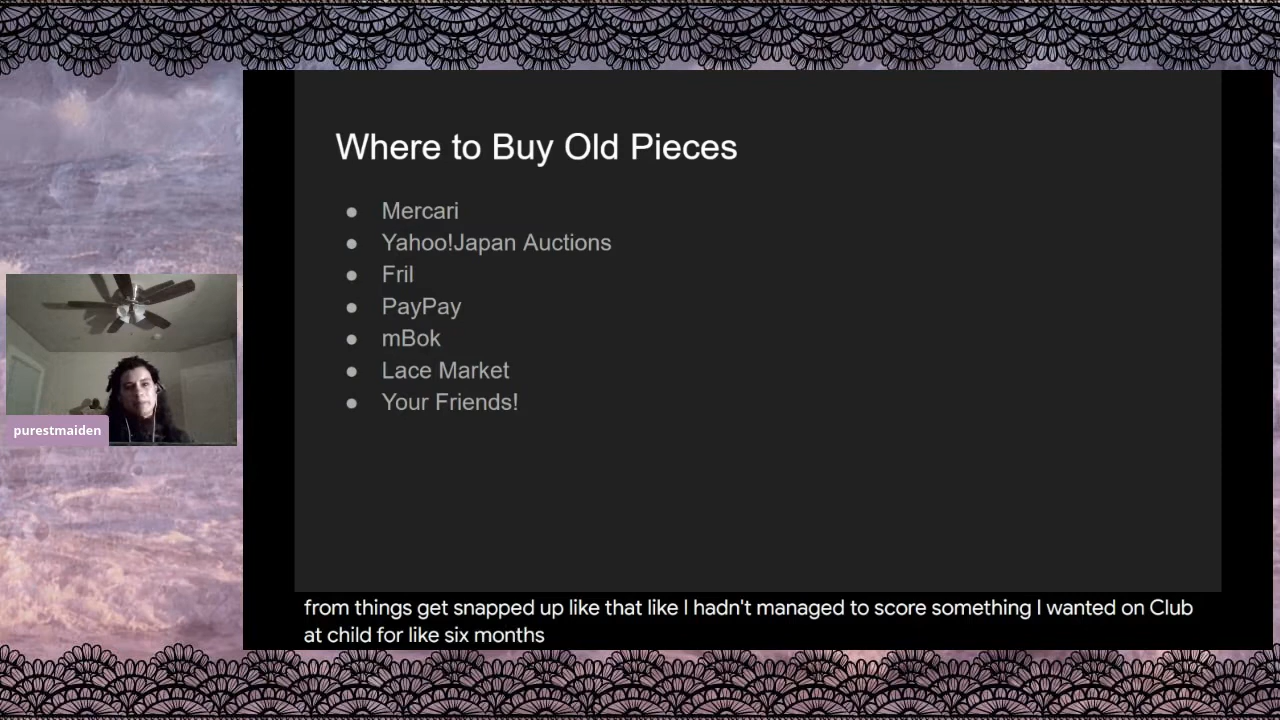 Where to Buy Old Pieces
● Mercari
● Yahoo!Japan Auctions
● Fril
● PayPay
● mBok
● Lace Market
● Your Friends!
purestmaiden
from things get snapped up like that like I hadn't managed to score something I wanted on Club
at child for like six months